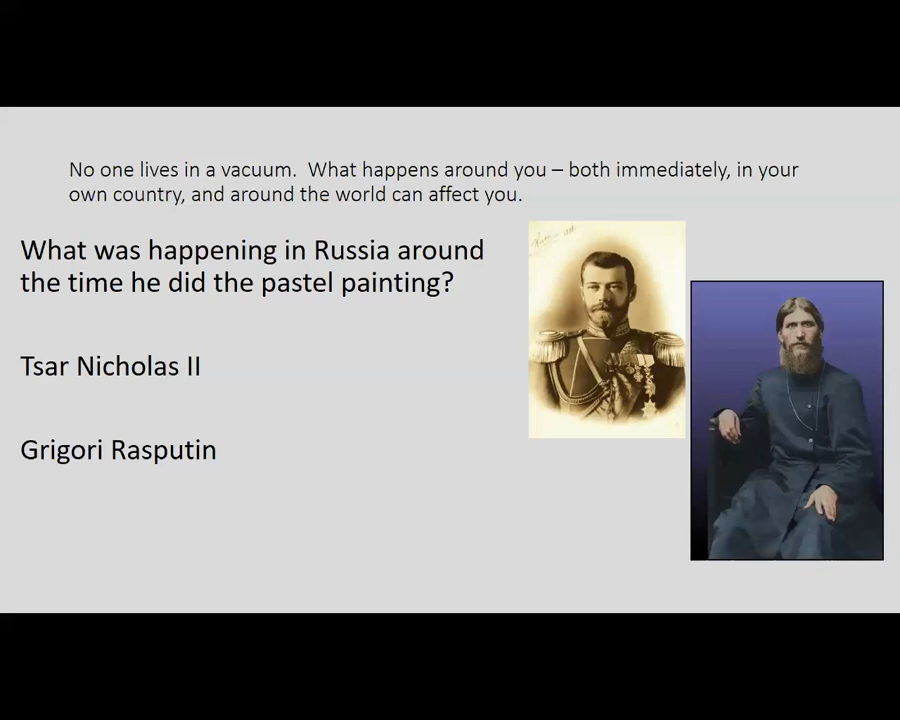 No one lives in a vacuum.  What happens around you – both immediately, in your
own country, and around the world can affect you.
What was happening in Russia around
the time he did the pastel painting?
Tsar Nicholas II
Grigori Rasputin